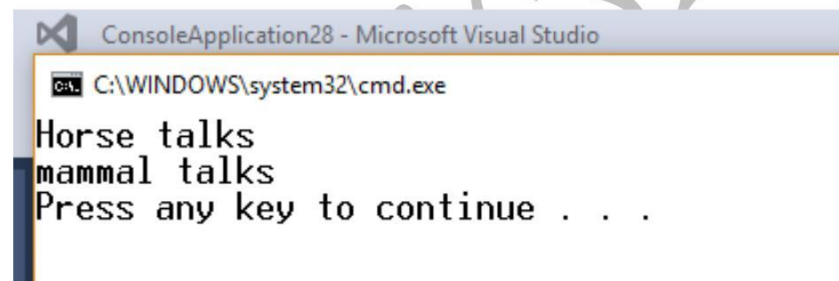 ConsoleApplication28 - Microsoft Visual Studio
C:\WINDOWS\system32\cmd.exe
Horse talks
mammal talks
Press any key to continue . . .